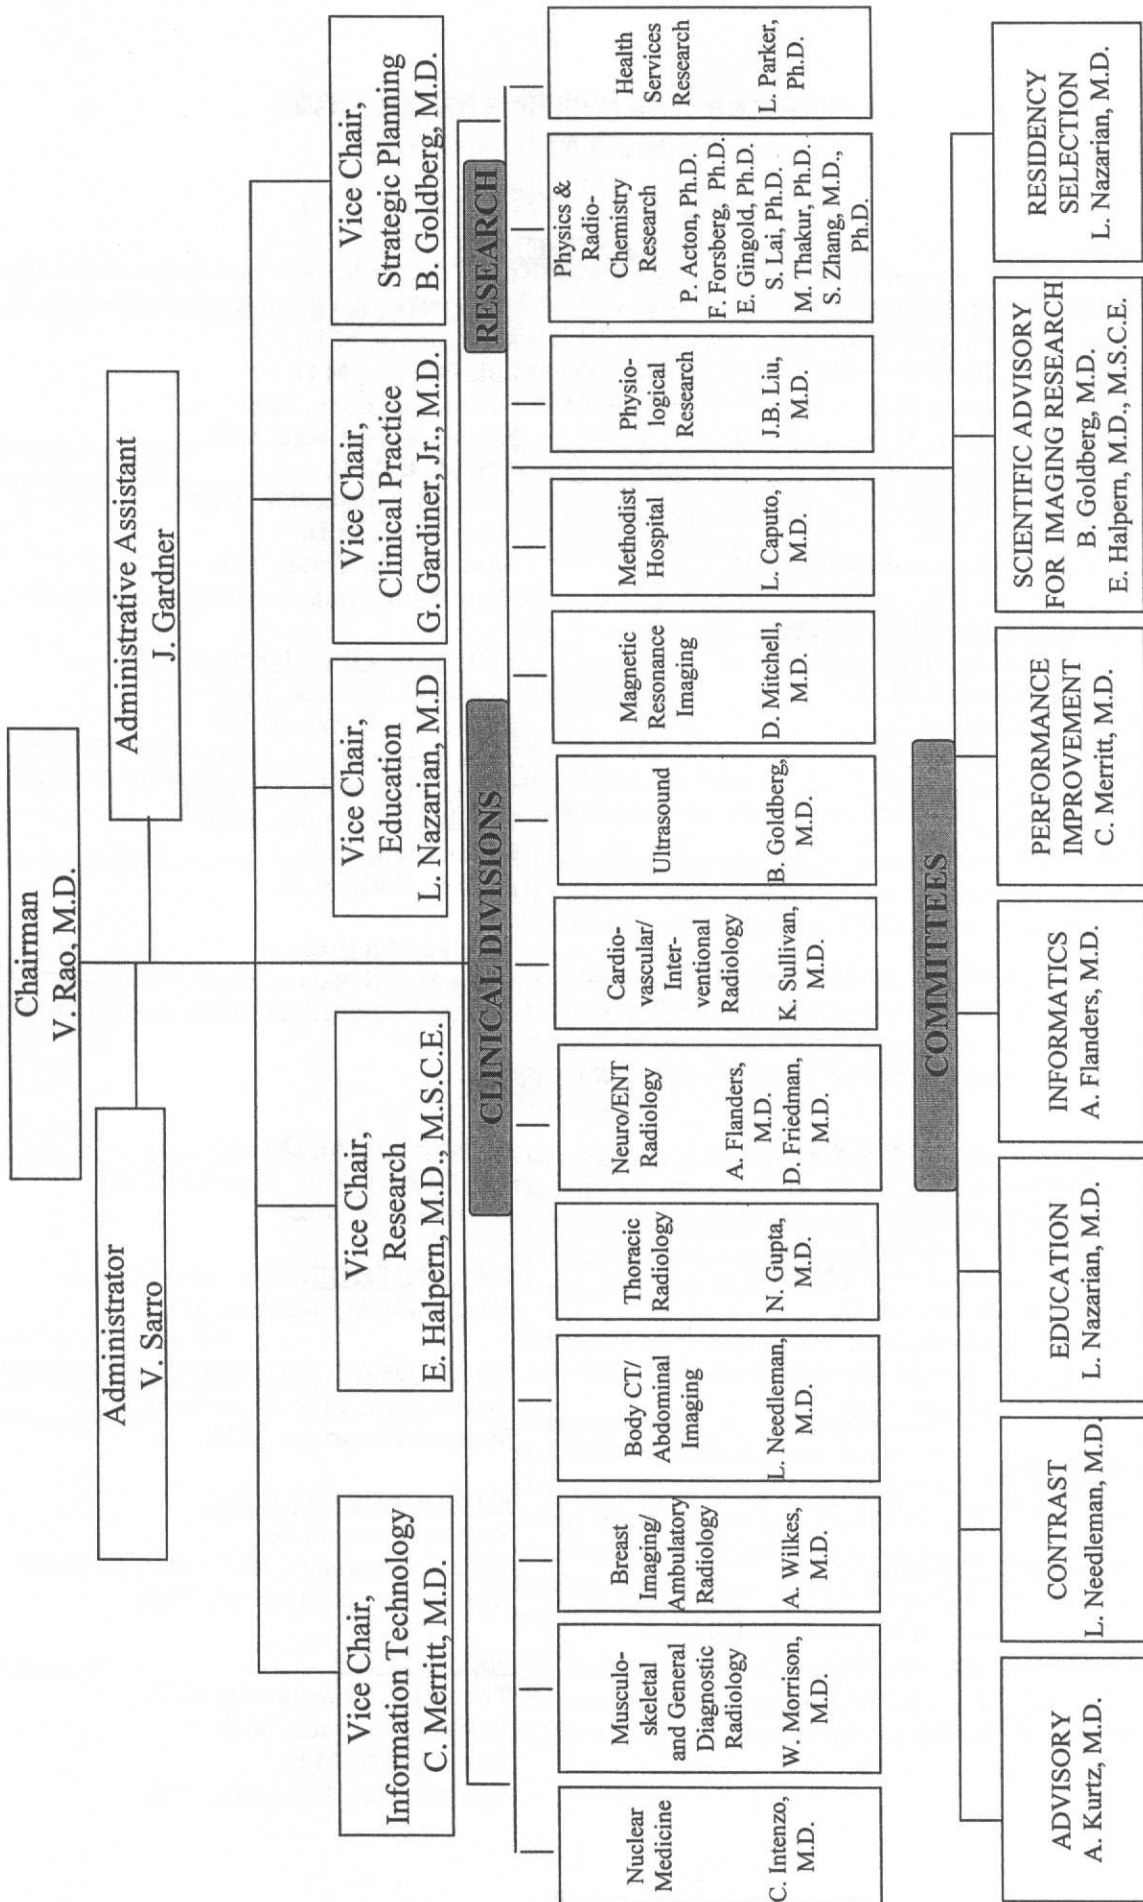 Chairman
V. Rao, M.D.
Administrator
V. Sarro
Administrative Assistant
J. Gardner
Vice Chair,
Information Technology
C. Merritt, M.D.
Vice Chair,
Research
E. Halpern, M.D., M.S.C.E.
Vice Chair,
Education
L. Nazarian, M.D
Vice Chair,
Clinical Practice
G. Gardiner, Jr., M.D.
Vice Chair,
Strategic Planning
B. Goldberg, M.D.
CLINICAL DIVISIONS
RESEARCH
Nuclear
Medicine
C. Intenzo,
M.D.
Musculo-
skeletal
and General
Diagnostic
Radiology
W. Morrison,
M.D.
Breast
Imaging/
Ambulatory
Radiology
A. Wilkes,
M.D.
Body CT/
Abdominal
Imaging
L. Needleman,
M.D.
Thoracic
Radiology
N. Gupta,
M.D.
Neuro/ENT
Radiology
A. Flanders,
M.D.
D. Friedman,
M.D.
Cardio-
vascular/
Inter-
ventional
Radiology
K. Sullivan,
M.D.
Ultrasound
B. Goldberg,
M.D.
Magnetic
Resonance
Imaging
D. Mitchell,
M.D.
Methodist
Hospital
L. Caputo,
M.D.
Physio-
logical
Research
J.B. Liu,
M.D.
Physics &
Radio-
Chemistry
Research
P. Acton, Ph.D.
F. Forsberg, Ph.D.
E. Gingold, Ph.D.
S. Lai, Ph.D.
M. Thakur, Ph.D.
S. Zhang, M.D.,
Ph.D.
Health
Services
Research
L. Parker,
Ph.D.
COMMITTEES
ADVISORY
A. Kurtz, M.D.
CONTRAST
L. Needleman, M.D.
EDUCATION
L. Nazarian, M.D.
INFORMATICS
A. Flanders, M.D.
PERFORMANCE
IMPROVEMENT
C. Merritt, M.D.
SCIENTIFIC ADVISORY
FOR IMAGING RESEARCH
B. Goldberg, M.D.
E. Halpern, M.D., M.S.C.E.
RESIDENCY
SELECTION
L. Nazarian, M.D.